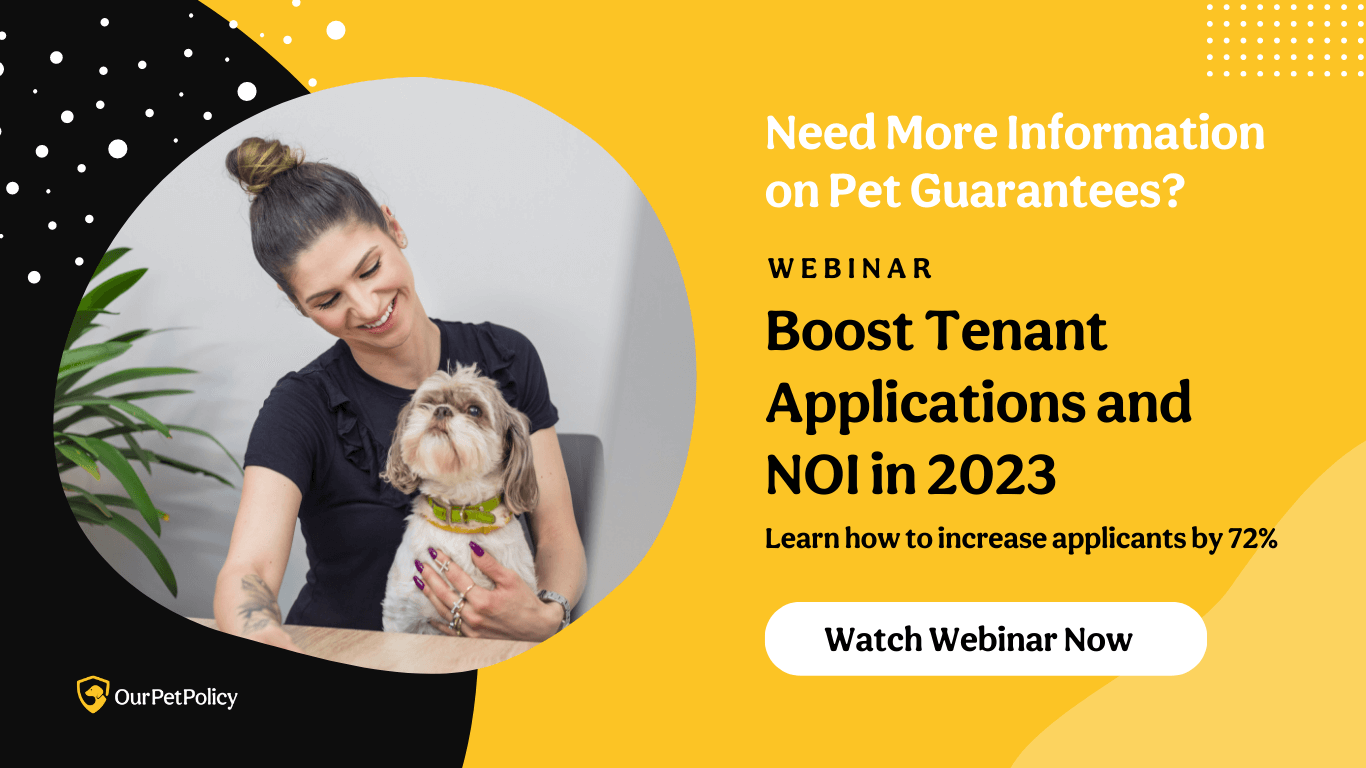 Need More Information
on Pet Guarantees?
WEBINAR
Boost Tenant
Applications and
NOI in 2023
Learn how to increase applicants by 72%
Watch Webinar Now
OurPetPolicy